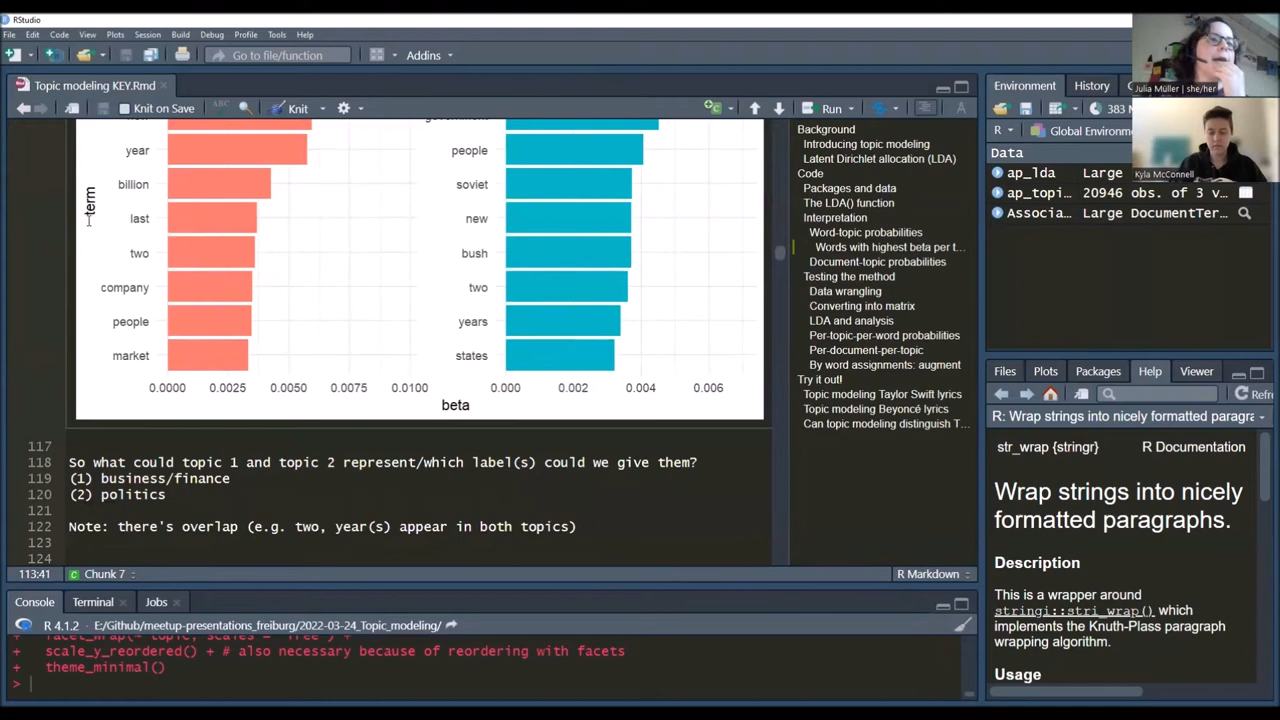 RStudio
File Edit Code View Plots Session Build Debug Profile Tools Help
Go to file/function
Addins
Topic modeling KEY.Rmd
Knit on Save
ABC
Knit
Run
year
billion
last
two
company
people
market
term
0.0000 0.0025 0.0050 0.0075 0.0100
people
soviet
new
bush
two
years
states
0.000 0.002 0.004 0.006
beta
117
118 So what could topic 1 and topic 2 represent/which label(s) could we give them?
119 (1) business/finance
120 (2) politics
121
122 Note: there's overlap (e.g. two, year(s) appear in both topics)
123
124
113:41 Chunk 7 R Markdown
Background
Introducing topic modeling
Latent Dirichlet allocation (LDA)
Code
Packages and data
The LDA() function
Interpretation
Word-topic probabilities
Words with highest beta per t...
Document-topic probabilities
Testing the method
Data wrangling
Converting into matrix
LDA and analysis
Per-topic-per-word probabilities
Per-document-per-topic
By word assignments: augment
Try it out!
Topic modeling Taylor Swift lyrics
Topic modeling Beyoncé lyrics
Can topic modeling distinguish T...
Console Terminal Jobs
R 4.1.2 · E:/Github/meetup-presentations_freiburg/2022-03-24_Topic_modeling/
+ facet_wrap(~ topic, scales = "free") +
+ scale_y_reordered() + # also necessary because of reordering with facets
+ theme_minimal()
>
Environment History
383 M
R Global Environme
Data
ap_lda Large
ap_topi… 20946 obs. of 3 v…
Associa… Large DocumentTer…
Julia Müller | she/her
Kyla McConnell
Files Plots Packages Help Viewer
Refre
R: Wrap strings into nicely formatted paragra
str_wrap {stringr} R Documentation
Wrap strings into nicely
formatted paragraphs.
Description
This is a wrapper around
stringi::stri_wrap() which
implements the Knuth-Plass paragraph
wrapping algorithm.
Usage